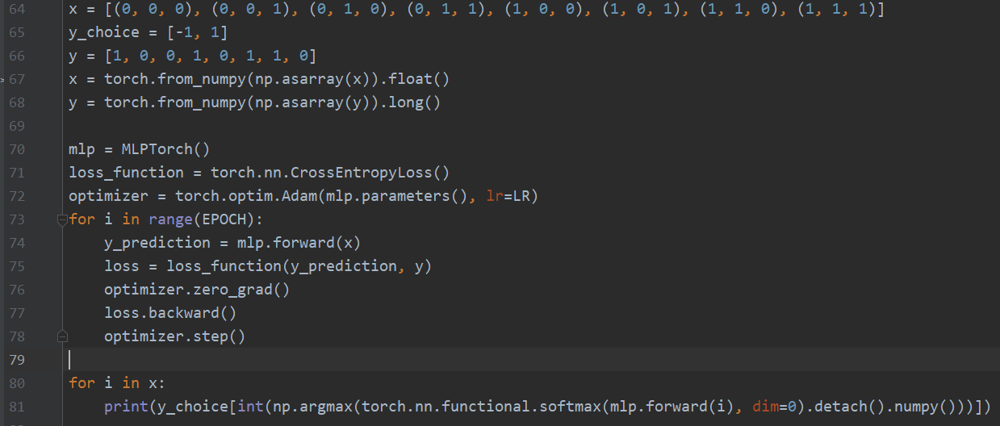 64 x = [(0, 0, 0), (0, 0, 1), (0, 1, 0), (0, 1, 1), (1, 0, 0), (1, 0, 1), (1, 1, 0), (1, 1, 1)]
65 y_choice = [-1, 1]
66 y = [1, 0, 0, 1, 0, 1, 1, 0]
67 x = torch.from_numpy(np.asarray(x)).float()
68 y = torch.from_numpy(np.asarray(y)).long()
69
70 mlp = MLPTorch()
71 loss_function = torch.nn.CrossEntropyLoss()
72 optimizer = torch.optim.Adam(mlp.parameters(), lr=LR)
73 for i in range(EPOCH):
74     y_prediction = mlp.forward(x)
75     loss = loss_function(y_prediction, y)
76     optimizer.zero_grad()
77     loss.backward()
78     optimizer.step()
79
80 for i in x:
81     print(y_choice[int(np.argmax(torch.nn.functional.softmax(mlp.forward(i), dim=0).detach().numpy()))])